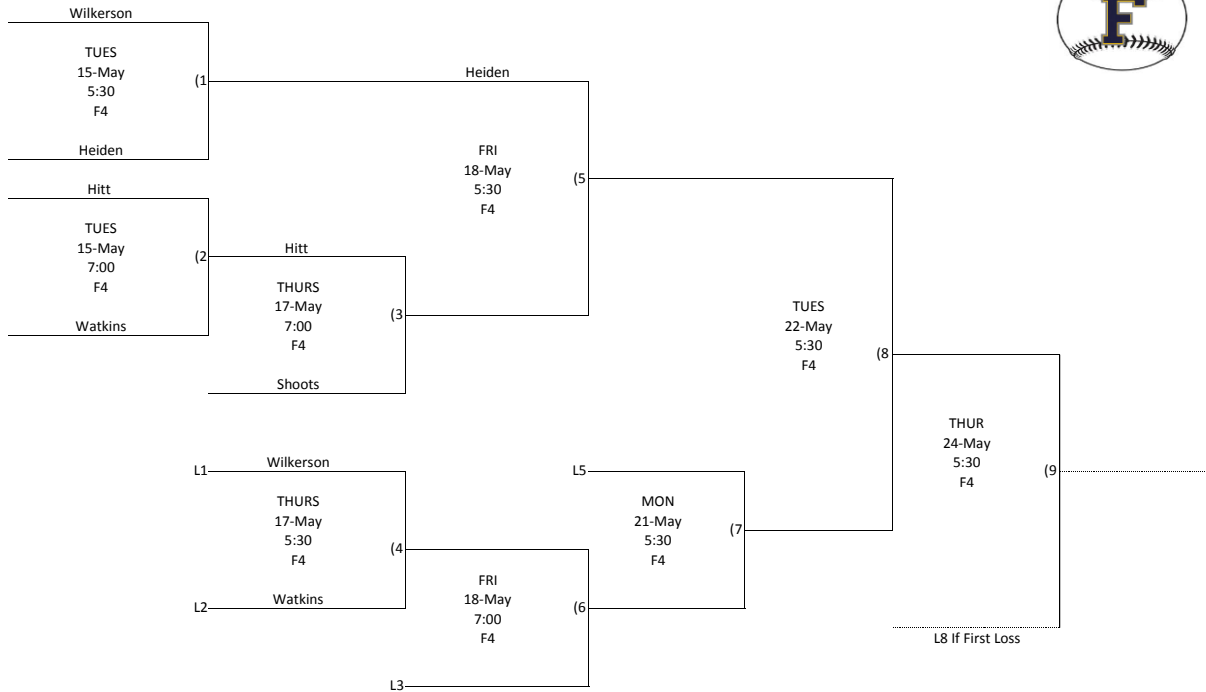 Wilkerson
TUES
15-May
5:30
F4
(1
Heiden
Heiden
FRI
18-May
5:30
F4
(5
Hitt
TUES
15-May
7:00
F4
(2
Watkins
Hitt
THURS
17-May
7:00
F4
(3
Shoots
TUES
22-May
5:30
F4
(8
THUR
24-May
5:30
F4
(9
L8 If First Loss
L1
Wilkerson
THURS
17-May
5:30
F4
(4
L2
Watkins
L5
MON
21-May
5:30
F4
(7
FRI
18-May
7:00
F4
(6
L3
F